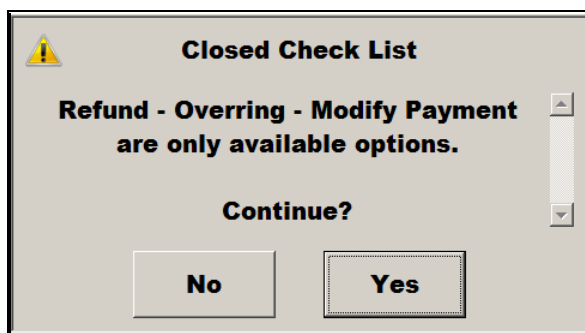 Closed Check List
Refund - Overring - Modify Payment
are only available options.
Continue?
No
Yes